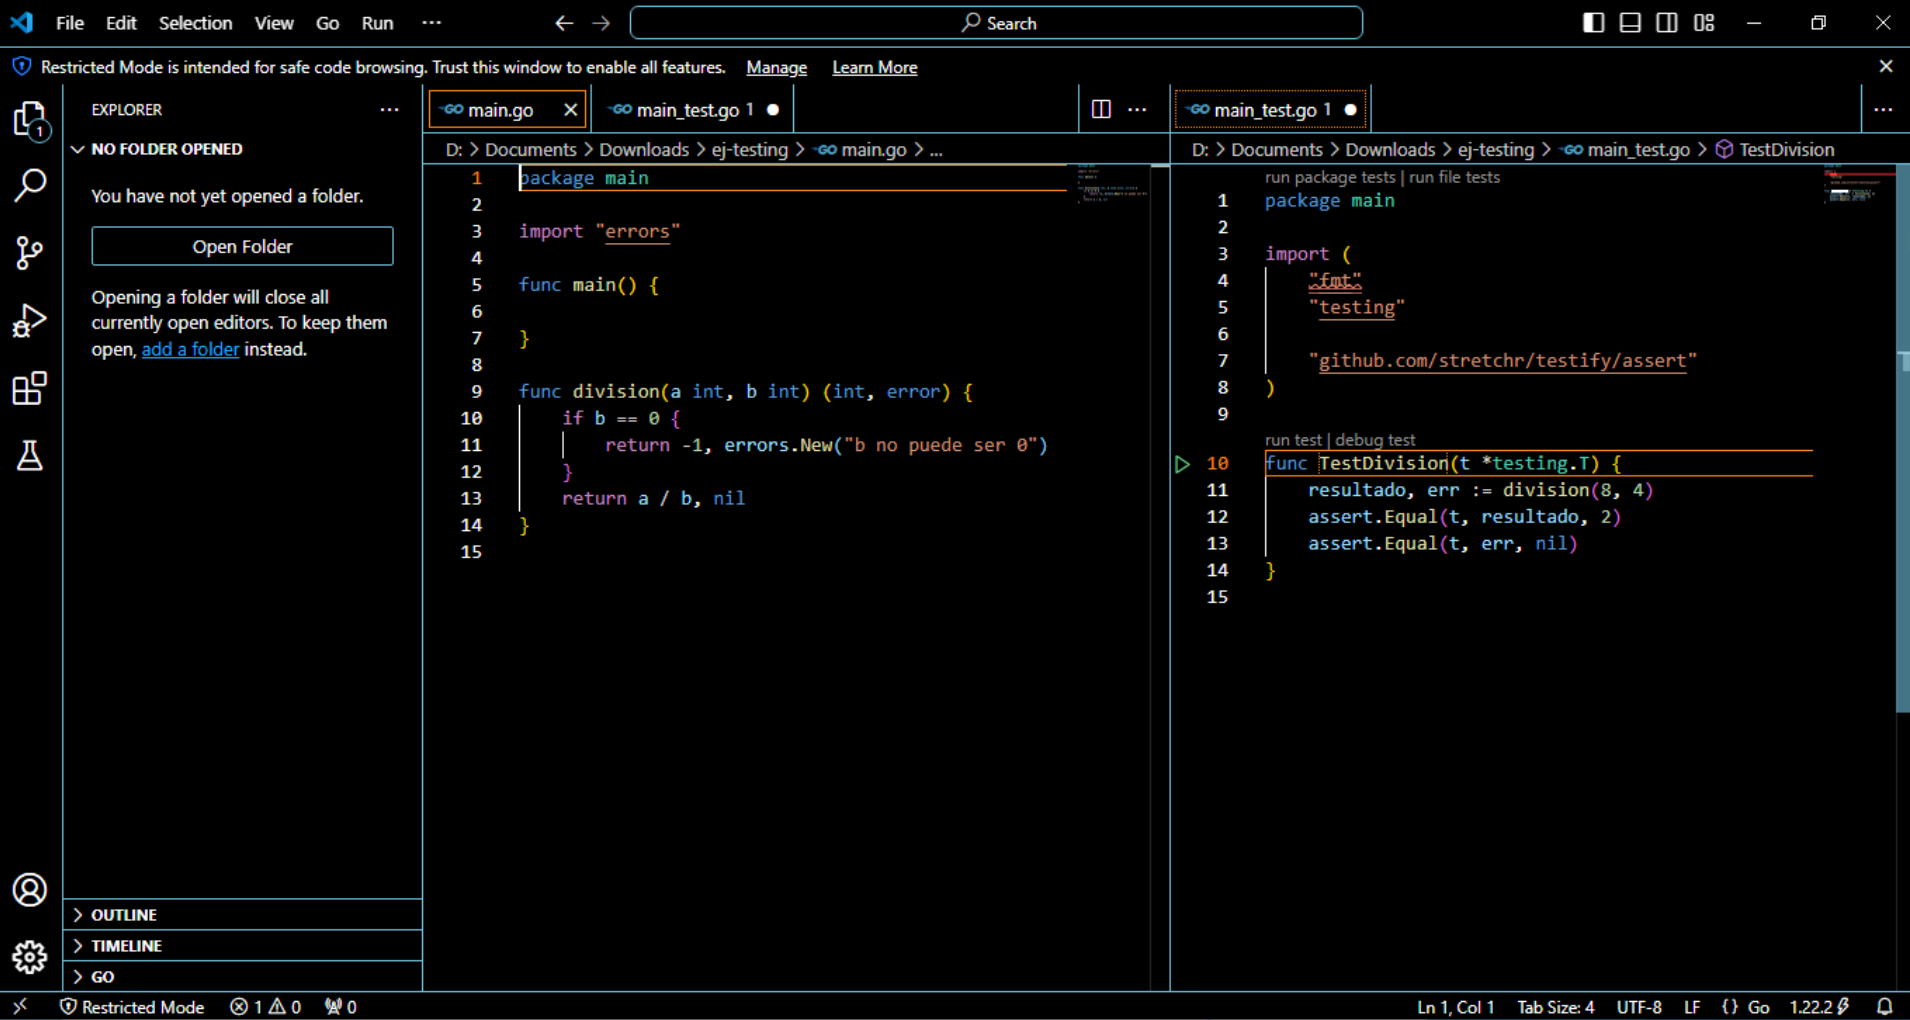 File Edit Selection View Go Run ···
Search
Restricted Mode is intended for safe code browsing. Trust this window to enable all features. Manage Learn More
1
EXPLORER ···
NO FOLDER OPENED
You have not yet opened a folder.
Open Folder
Opening a folder will close all
currently open editors. To keep them
open, add a folder instead.
OUTLINE
TIMELINE
GO
GO main.go
GO main_test.go 1
D: > Documents > Downloads > ej-testing > GO main.go > ...
1 package main
2
3 import "errors"
4
5 func main() {
6
7 }
8
9 func division(a int, b int) (int, error) {
10 if b == 0 {
11 return -1, errors.New("b no puede ser 0")
12 }
13 return a / b, nil
14 }
15
GO main_test.go 1
D: > Documents > Downloads > ej-testing > GO main_test.go > TestDivision
run package tests | run file tests
1 package main
2
3 import (
4 "fmt"
5 "testing"
6
7 "github.com/stretchr/testify/assert"
8 )
9
run test | debug test
10 func TestDivision(t *testing.T) {
11 resultado, err := division(8, 4)
12 assert.Equal(t, resultado, 2)
13 assert.Equal(t, err, nil)
14 }
15
Restricted Mode 1 0 0
Ln 1, Col 1 Tab Size: 4 UTF-8 LF {} Go 1.22.2